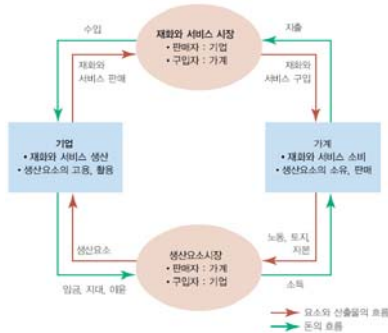 수입
지출
재화와 서비스 시장
• 판매자 : 기업
• 구입자 : 가계
재화와
서비스 판매
재화와
서비스 구입
기업
• 재화와 서비스 생산
• 생산요소의 고용, 활용
가계
• 재화와 서비스 소비
• 생산요소의 소유, 판매
생산요소
노동, 토지,
자본
생산요소시장
• 판매자 : 가계
• 구입자 : 기업
임금, 지대, 이윤
소득
요소와 산출물의 흐름
돈의 흐름